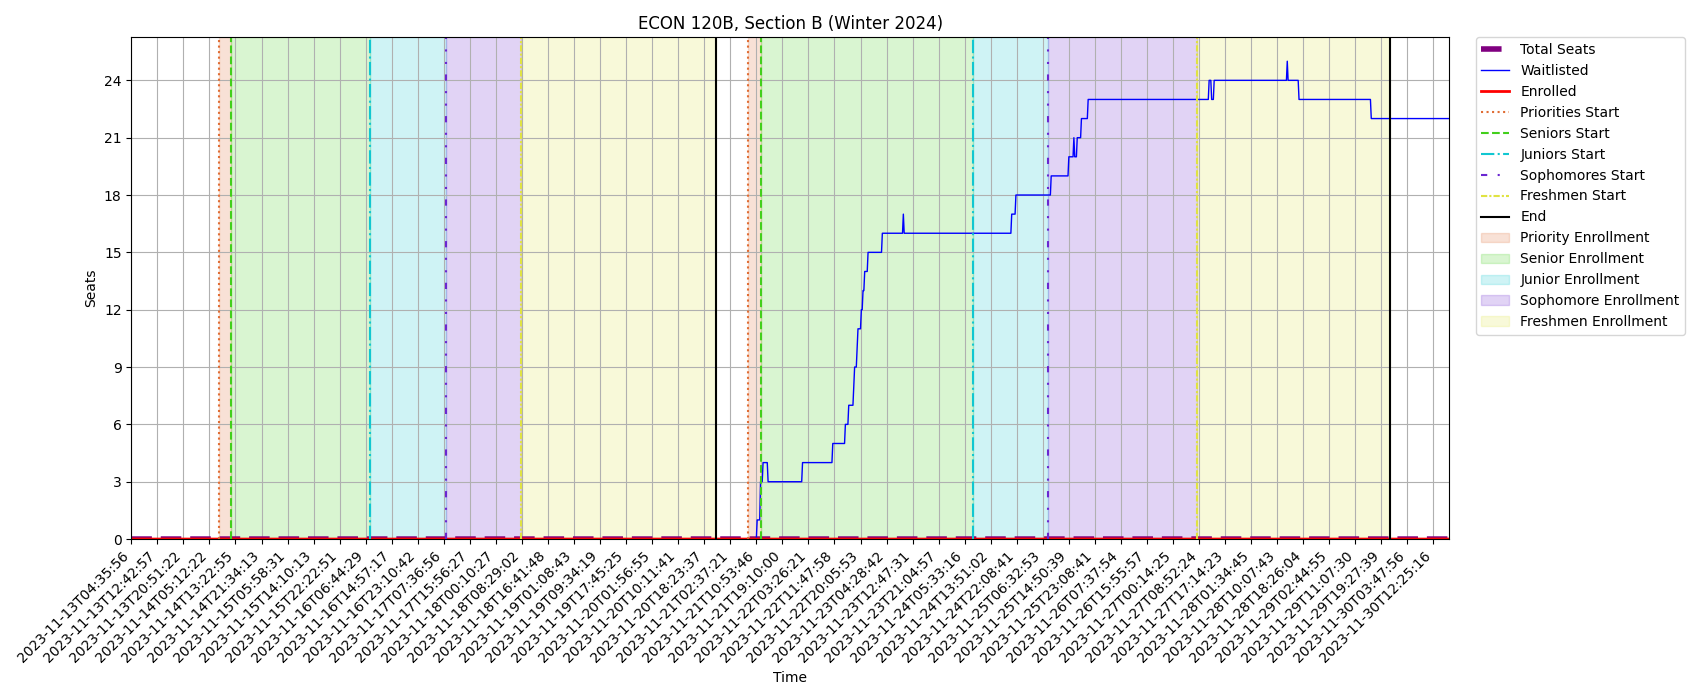 ECON 120B, Section B (Winter 2024)
Seats
24
21
18
15
12
9
6
3
0
2023-11-13T04:35:56
2023-11-13T12:42:57
2023-11-13T20:51:22
2023-11-14T05:12:22
2023-11-14T13:22:55
2023-11-14T21:34:13
2023-11-15T05:58:31
2023-11-15T14:10:13
2023-11-15T22:22:51
2023-11-16T06:44:29
2023-11-16T14:57:17
2023-11-16T23:10:42
2023-11-17T07:36:56
2023-11-17T15:56:27
2023-11-18T00:10:27
2023-11-18T08:29:02
2023-11-18T16:41:48
2023-11-19T01:08:43
2023-11-19T09:34:19
2023-11-19T17:45:25
2023-11-20T01:56:55
2023-11-20T10:11:41
2023-11-20T18:23:37
2023-11-21T02:37:21
2023-11-21T10:53:46
2023-11-21T19:10:00
2023-11-22T03:26:21
2023-11-22T11:47:58
2023-11-22T20:05:53
2023-11-23T04:28:42
2023-11-23T12:47:31
2023-11-23T21:04:57
2023-11-24T05:33:16
2023-11-24T13:51:02
2023-11-24T22:08:41
2023-11-25T06:32:53
2023-11-25T14:50:39
2023-11-25T23:08:41
2023-11-26T07:37:54
2023-11-26T15:55:57
2023-11-27T00:14:25
2023-11-27T08:52:24
2023-11-27T17:14:23
2023-11-28T01:34:45
2023-11-28T10:07:43
2023-11-28T18:26:04
2023-11-29T02:44:55
2023-11-29T11:07:30
2023-11-29T19:27:39
2023-11-30T03:47:56
2023-11-30T12:25:16
Time
Total Seats
Waitlisted
Enrolled
Priorities Start
Seniors Start
Juniors Start
Sophomores Start
Freshmen Start
End
Priority Enrollment
Senior Enrollment
Junior Enrollment
Sophomore Enrollment
Freshmen Enrollment